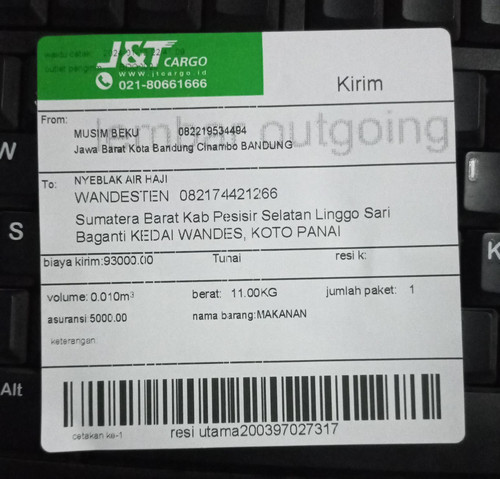 J&T CARGO
www.jtcargo.id
021-80661666
Kirim
lembar outgoing
From:
MUSIM BEKU 082219534494
Jawa Barat Kota Bandung Cinambo BANDUNG
To: NYEBLAK AIR HAJI
WANDESTEN 082174421266
Sumatera Barat Kab Pesisir Selatan Linggo Sari
Baganti KEDAI WANDES, KOTO PANAI
biaya kirim:93000.00 Tunai resi k:
volume: 0.010m³ berat: 11.00KG jumlah paket: 1
asuransi 5000.00 nama barang:MAKANAN
keterangan:
cetakan ke-1
resi utama200397027317
W
S
Alt